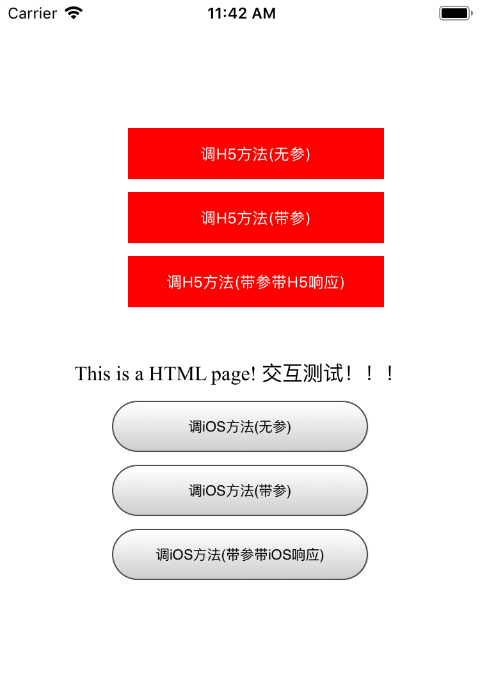 Carrier 11:42 AM
调H5方法(无参)
调H5方法(带参)
调H5方法(带参带H5响应)
This is a HTML page! 交互测试！！！
调iOS方法(无参)
调iOS方法(带参)
调iOS方法(带参带iOS响应)